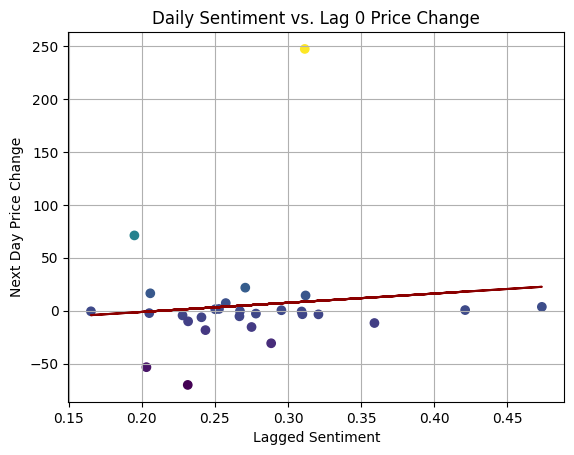 Daily Sentiment vs. Lag 0 Price Change
Next Day Price Change
250
200
150
100
50
0
−50
0.15 0.20 0.25 0.30 0.35 0.40 0.45
Lagged Sentiment